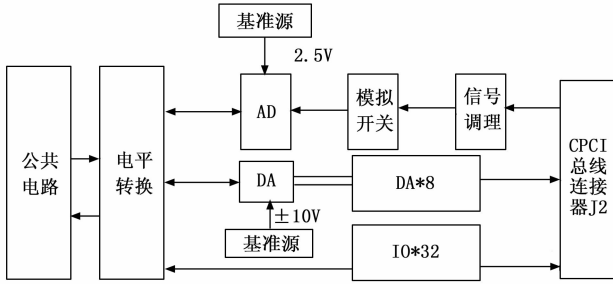 基准源
2.5V
公共
电路
电平
转换
AD
模拟
开关
信号
调理
CPCI
总线
连接
器J2
DA
DA*8
±10V
基准源
IO*32